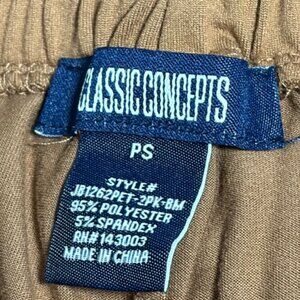 CLASSIC CONCEPTS
PS
STYLE#
JB1262PET-2PK-BM
95% POLYESTER
5% SPANDEX
RN# 143003
MADE IN CHINA